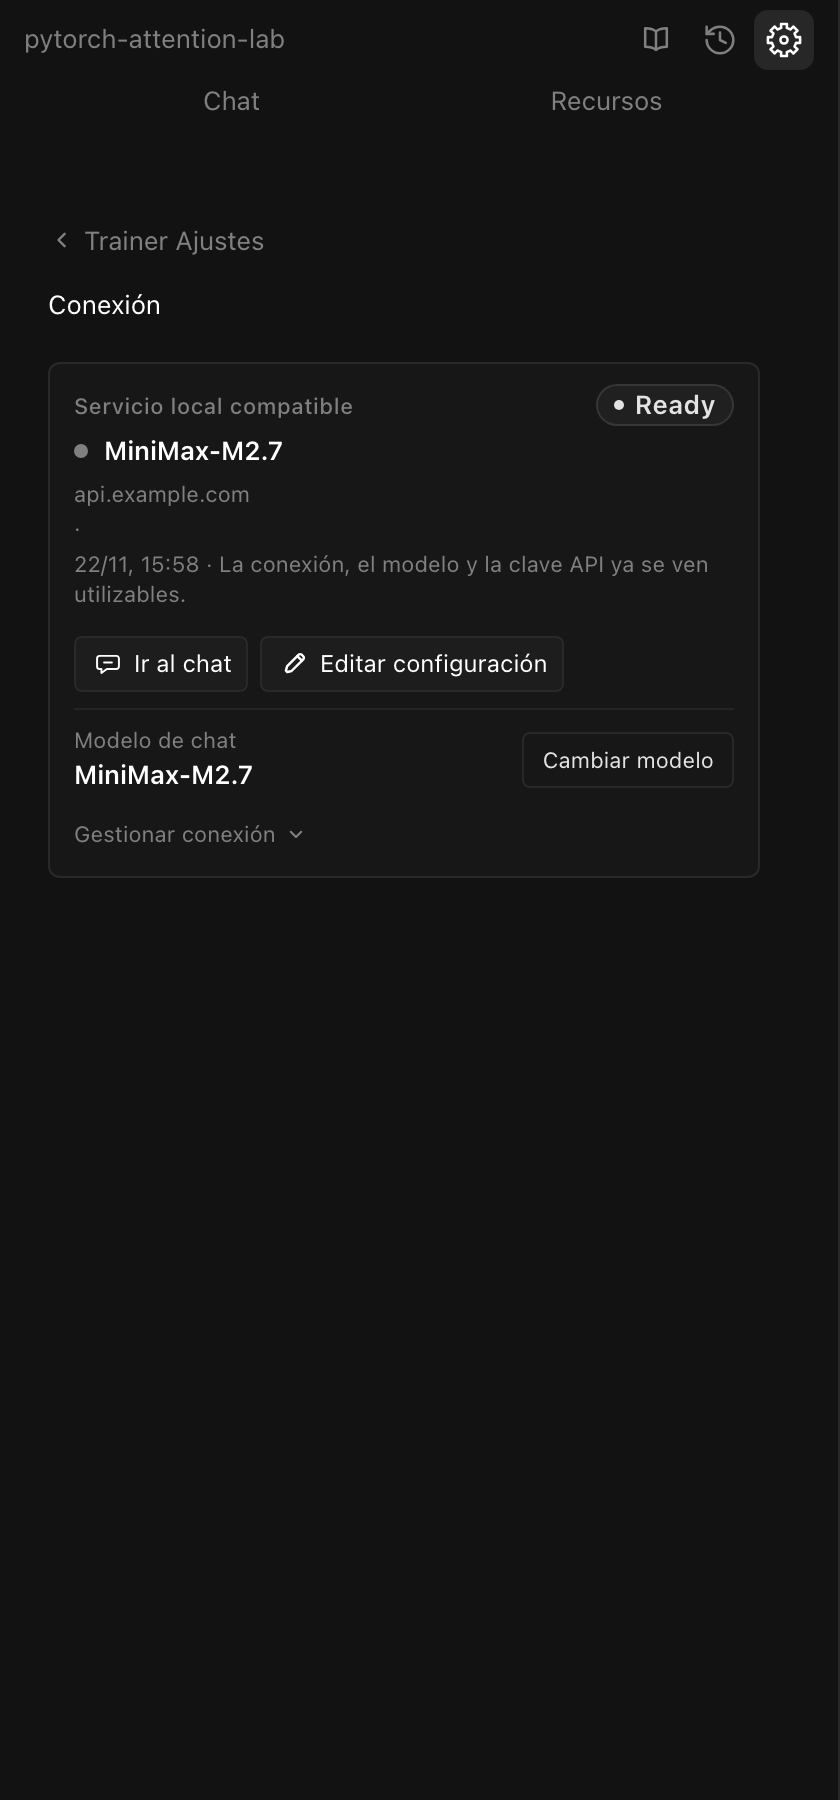 pytorch-attention-lab
Chat
Recursos
Trainer Ajustes
Conexión
Servicio local compatible
Ready
MiniMax-M2.7
api.example.com
·
22/11, 15:58 · La conexión, el modelo y la clave API ya se ven
utilizables.
Ir al chat
Editar configuración
Modelo de chat
MiniMax-M2.7
Cambiar modelo
Gestionar conexión